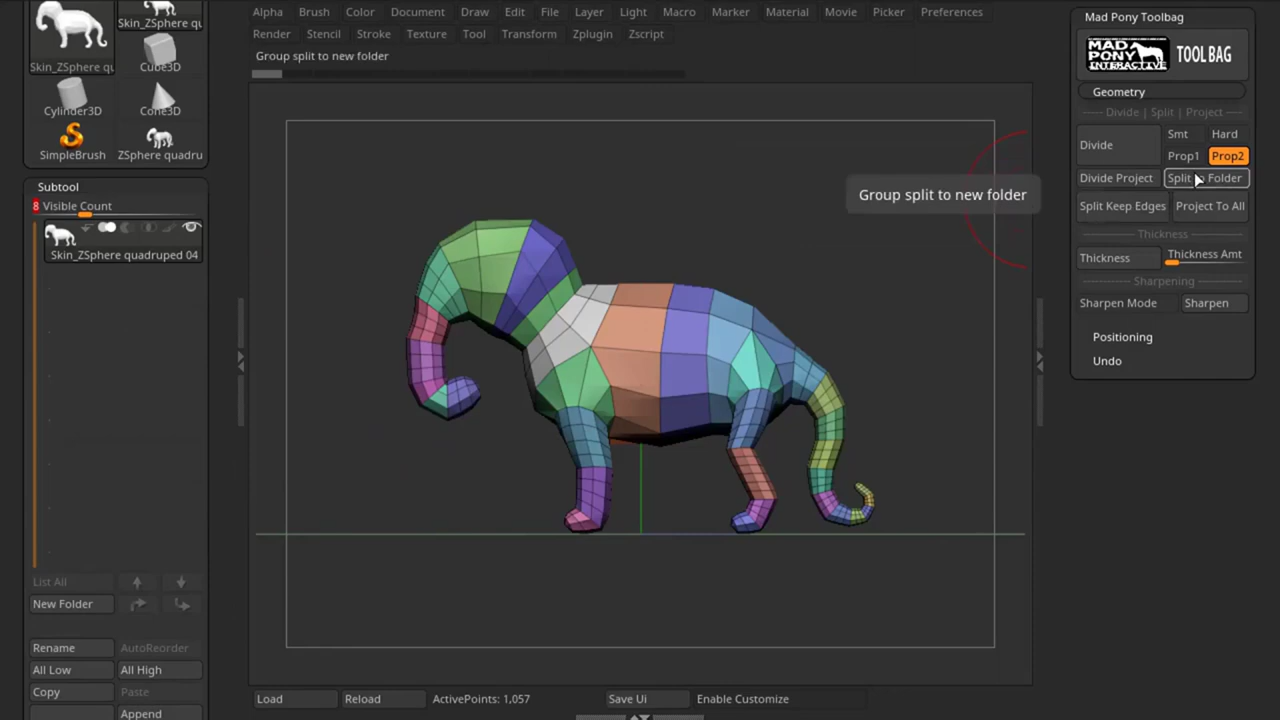 Alpha Brush Color Document Draw Edit File Layer Light Macro Marker Material Movie Picker Preferences
Render Stencil Stroke Texture Tool Transform Zplugin Zscript
Group split to new folder
Skin_ZSphere qu
Skin_ZSphere qu
Cube3D
Cylinder3D
Cone3D
SimpleBrush
ZSphere quadru
Subtool
8 Visible Count
Skin_ZSphere quadruped 04
List All
New Folder
Rename AutoReorder
All Low All High
Copy Paste
Append
Group split to new folder
Load Reload ActivePoints: 1,057 Save Ui Enable Customize
Mad Pony Toolbag
MAD PONY INTERACTIVE TOOLBAG
Geometry
Divide | Split | Project
Divide Smt Hard
Prop1 Prop2
Divide Project Split to Folder
Split Keep Edges Project To All
Thickness
Thickness Thickness Amt
Sharpening
Sharpen Mode Sharpen
Positioning
Undo